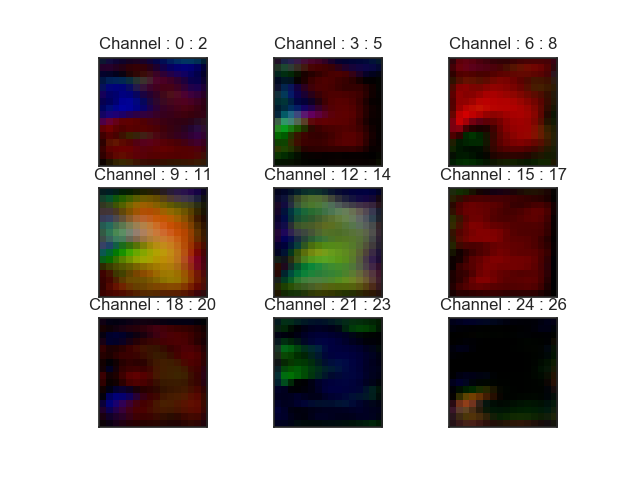 Channel : 0 : 2
Channel : 3 : 5
Channel : 6 : 8
Channel : 9 : 11
Channel : 12 : 14
Channel : 15 : 17
Channel : 18 : 20
Channel : 21 : 23
Channel : 24 : 26